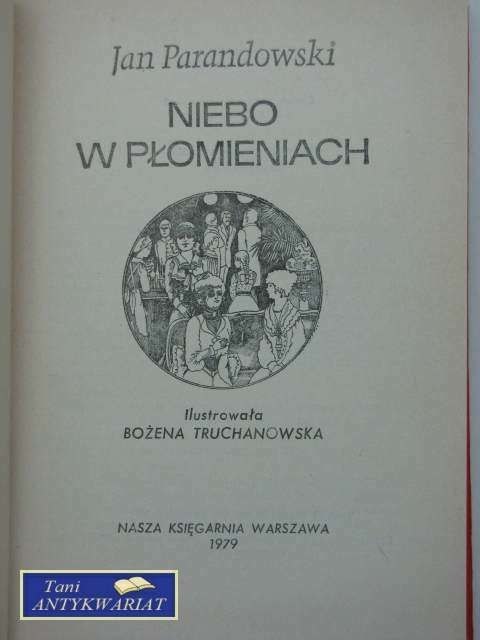 Jan Parandowski
NIEBO
W PŁOMIENIACH
Ilustrowała
BOŻENA TRUCHANOWSKA
NASZA KSIĘGARNIA WARSZAWA
1979
Tani
ANTYKWARIAT